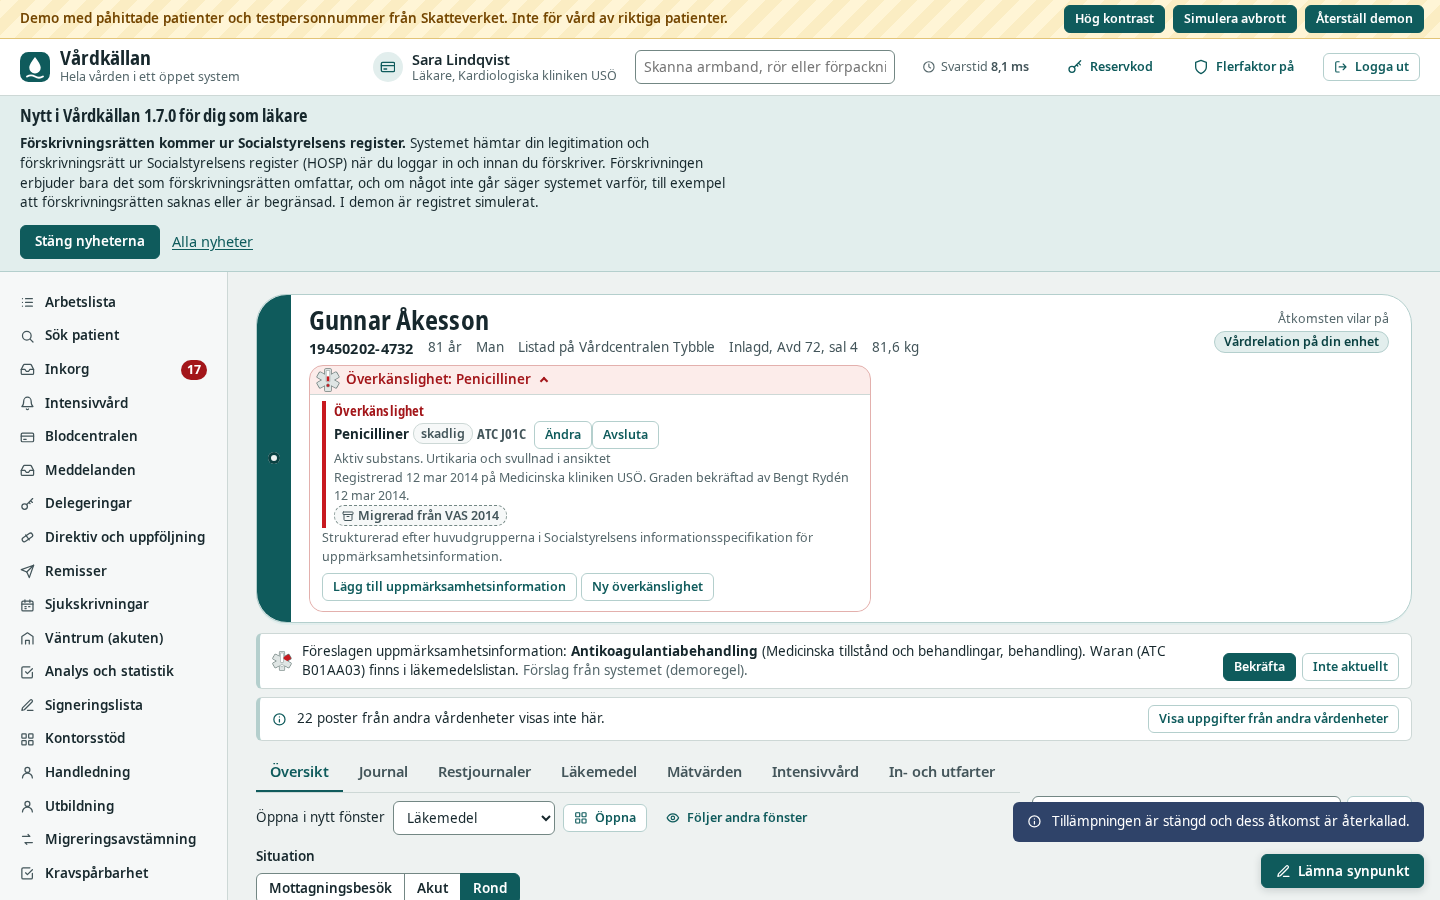 Demo med påhittade patienter och testpersonnummer från Skatteverket. Inte för vård av riktiga patienter.
Hög kontrast
Simulera avbrott
Återställ demon
Vårdkällan
Hela vården i ett öppet system
Sara Lindqvist
Läkare, Kardiologiska kliniken USÖ
Skanna armband, rör eller förpackni
Svarstid 8,1 ms
Reservkod
Flerfaktor på
Logga ut
Nytt i Vårdkällan 1.7.0 för dig som läkare
Förskrivningsrätten kommer ur Socialstyrelsens register. Systemet hämtar din legitimation och
förskrivningsrätt ur Socialstyrelsens register (HOSP) när du loggar in och innan du förskriver. Förskrivningen
erbjuder bara det som förskrivningsrätten omfattar, och om något inte går säger systemet varför, till exempel
att förskrivningsrätten saknas eller är begränsad. I demon är registret simulerat.
Stäng nyheterna
Alla nyheter
Arbetslista
Sök patient
Inkorg
17
Intensivvård
Blodcentralen
Meddelanden
Delegeringar
Direktiv och uppföljning
Remisser
Sjukskrivningar
Väntrum (akuten)
Analys och statistik
Signeringslista
Kontorsstöd
Handledning
Utbildning
Migreringsavstämning
Kravspårbarhet
Gunnar Åkesson
19450202-4732
81 år
Man
Listad på Vårdcentralen Tybble
Inlagd, Avd 72, sal 4
81,6 kg
Åtkomsten vilar på
Vårdrelation på din enhet
Överkänslighet: Penicilliner
Överkänslighet
Penicilliner
skadlig
ATC J01C
Ändra
Avsluta
Aktiv substans. Urtikaria och svullnad i ansiktet
Registrerad 12 mar 2014 på Medicinska kliniken USÖ. Graden bekräftad av Bengt Rydén
12 mar 2014.
Migrerad från VAS 2014
Strukturerad efter huvudgrupperna i Socialstyrelsens informationsspecifikation för
uppmärksamhetsinformation.
Lägg till uppmärksamhetsinformation
Ny överkänslighet
Föreslagen uppmärksamhetsinformation: Antikoagulantiabehandling (Medicinska tillstånd och behandlingar, behandling). Waran (ATC
B01AA03) finns i läkemedelslistan. Förslag från systemet (demoregel).
Bekräfta
Inte aktuellt
22 poster från andra vårdenheter visas inte här.
Visa uppgifter från andra vårdenheter
Översikt
Journal
Restjournaler
Läkemedel
Mätvärden
Intensivvård
In- och utfarter
Öppna i nytt fönster
Läkemedel
Öppna
Följer andra fönster
Tillämpningen är stängd och dess åtkomst är återkallad.
Situation
Mottagningsbesök
Akut
Rond
Lämna synpunkt